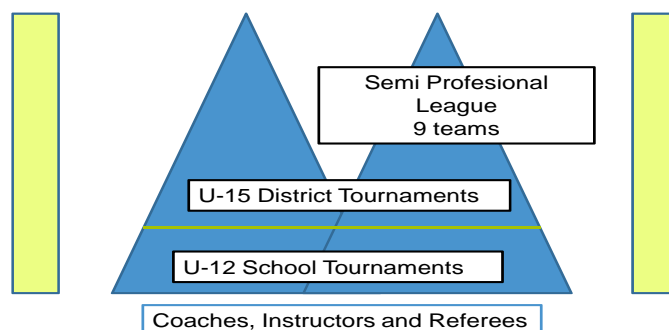 Semi Profesional
League
9 teams
U-15 District Tournaments
U-12 School Tournaments
Coaches, Instructors and Referees